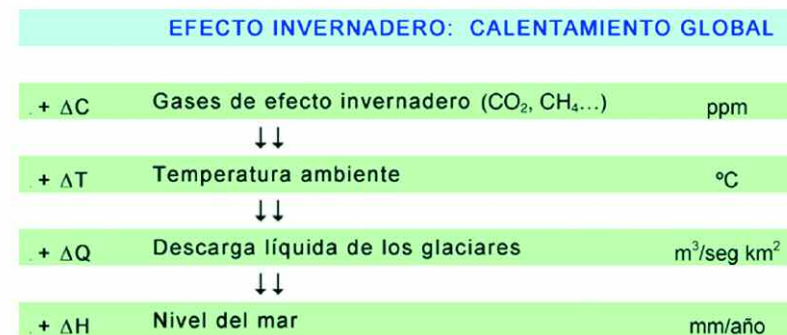 EFECTO INVERNADERO: CALENTAMIENTO GLOBAL
+ ΔC Gases de efecto invernadero (CO₂, CH₄...) ppm
↓↓
+ ΔT Temperatura ambiente ºC
↓↓
+ ΔQ Descarga líquida de los glaciares m³/seg km²
↓↓
+ ΔH Nivel del mar mm/año